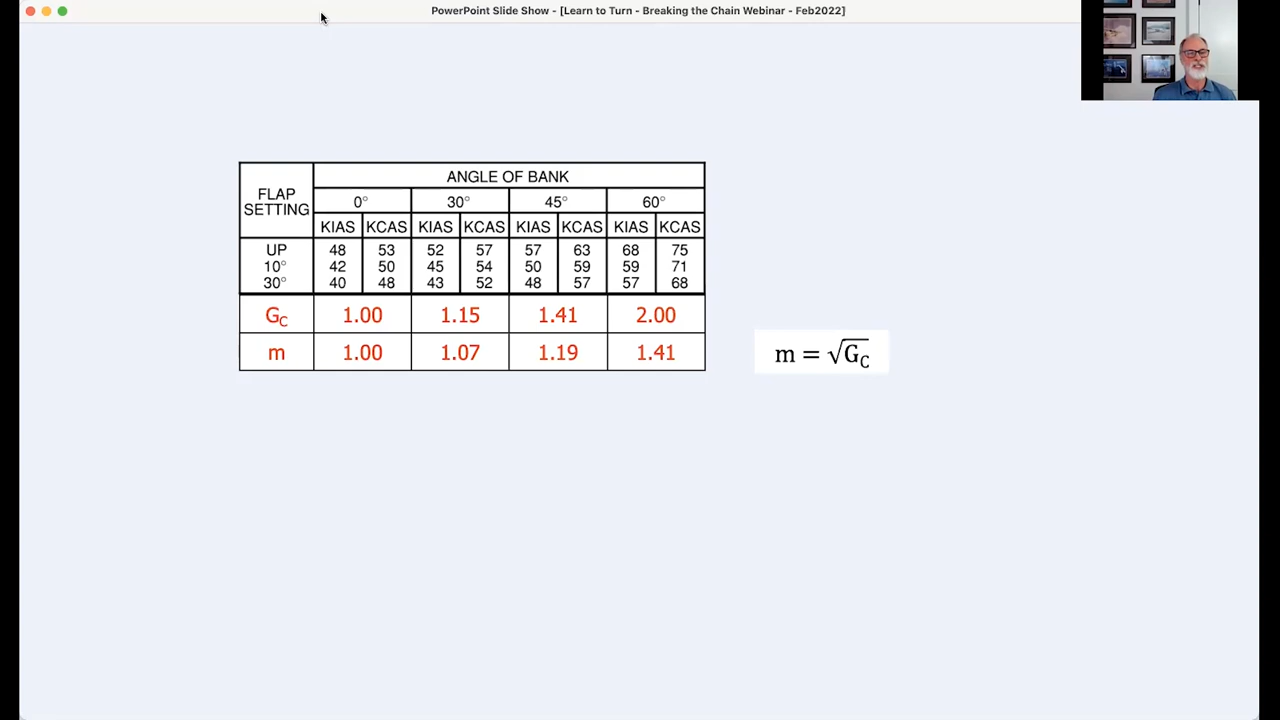 PowerPoint Slide Show - [Learn to Turn - Breaking the Chain Webinar - Feb2022]
FLAP SETTING ANGLE OF BANK
0° 30° 45° 60°
KIAS KCAS KIAS KCAS KIAS KCAS KIAS KCAS
UP 48 53 52 57 57 63 68 75
10° 42 50 45 54 50 59 59 71
30° 40 48 43 52 48 57 57 68
G_C 1.00 1.15 1.41 2.00
m 1.00 1.07 1.19 1.41
m = √G_C